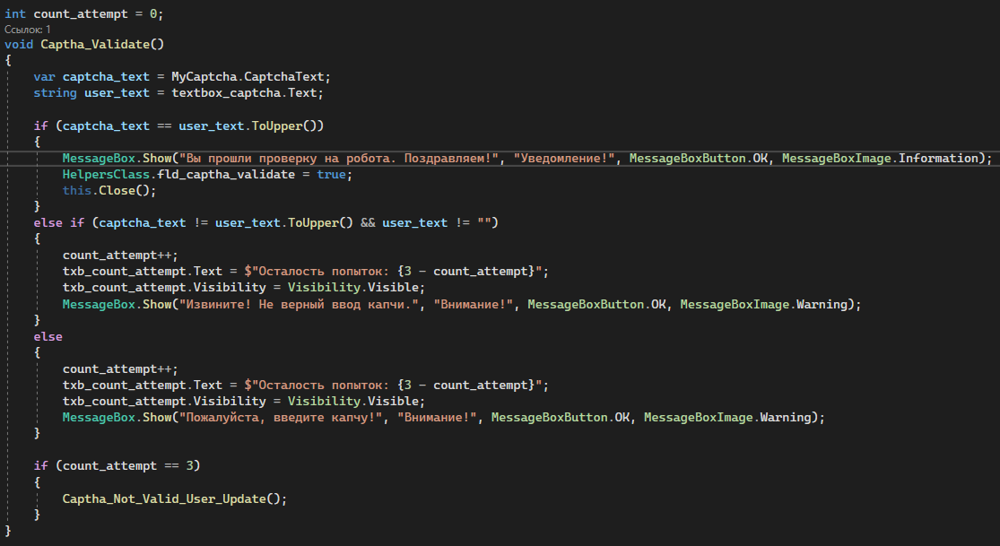 int count_attempt = 0;
Ссылок: 1
void Captha_Validate()
{
var captcha_text = MyCaptcha.CaptchaText;
string user_text = textbox_captcha.Text;
if (captcha_text == user_text.ToUpper())
{
MessageBox.Show("Вы прошли проверку на робота. Поздравляем!", "Уведомление!", MessageBoxButton.OK, MessageBoxImage.Information);
HelpersClass.fld_captha_validate = true;
this.Close();
}
else if (captcha_text != user_text.ToUpper() && user_text != "")
{
count_attempt++;
txb_count_attempt.Text = $"Осталость попыток: {3 - count_attempt}";
txb_count_attempt.Visibility = Visibility.Visible;
MessageBox.Show("Извините! Не верный ввод капчи.", "Внимание!", MessageBoxButton.OK, MessageBoxImage.Warning);
}
else
{
count_attempt++;
txb_count_attempt.Text = $"Осталость попыток: {3 - count_attempt}";
txb_count_attempt.Visibility = Visibility.Visible;
MessageBox.Show("Пожалуйста, введите капчу!", "Внимание!", MessageBoxButton.OK, MessageBoxImage.Warning);
}
if (count_attempt == 3)
{
Captha_Not_Valid_User_Update();
}
}